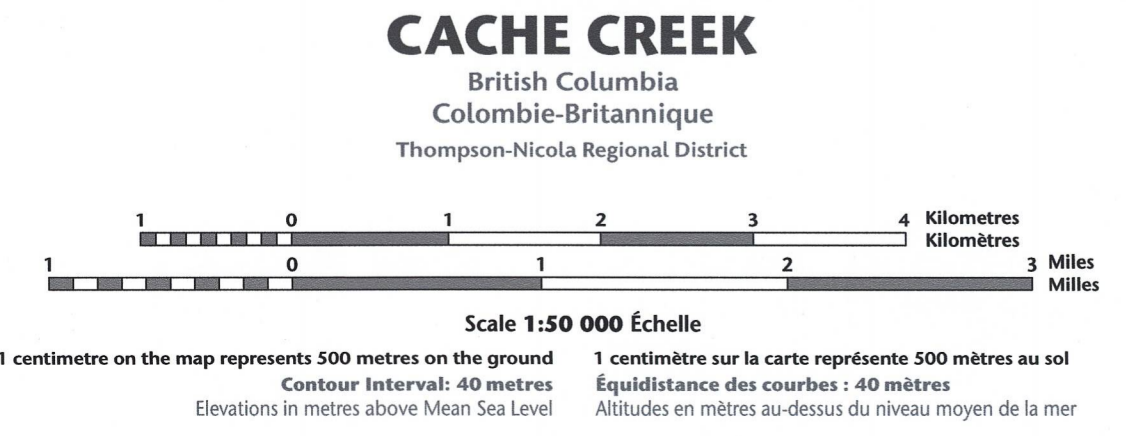 CACHE CREEK
British Columbia
Colombie-Britannique
Thompson-Nicola Regional District
1 0 1 2 3 4 Kilometres
Kilomètres
1 0 1 2 3 Miles
Milles
Scale 1:50 000 Échelle
1 centimetre on the map represents 500 metres on the ground
Contour Interval: 40 metres
Elevations in metres above Mean Sea Level
1 centimètre sur la carte représente 500 mètres au sol
Équidistance des courbes : 40 mètres
Altitudes en mètres au-dessus du niveau moyen de la mer